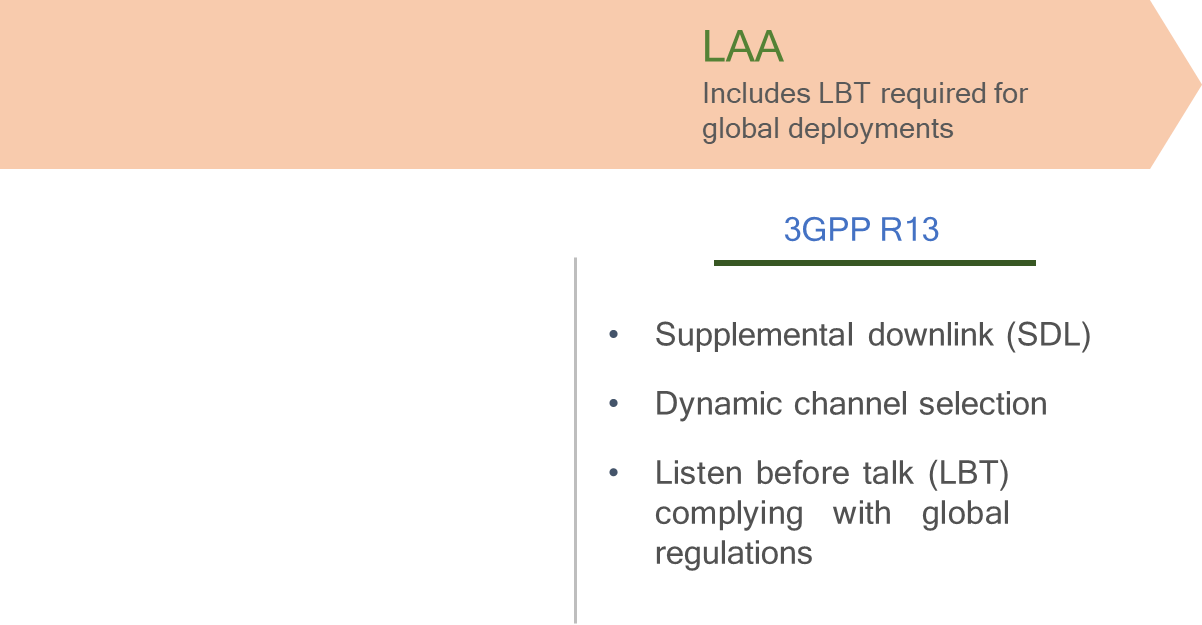 LAA
Includes LBT required for
global deployments
3GPP R13
• Supplemental downlink (SDL)
• Dynamic channel selection
• Listen before talk (LBT)
complying with global
regulations